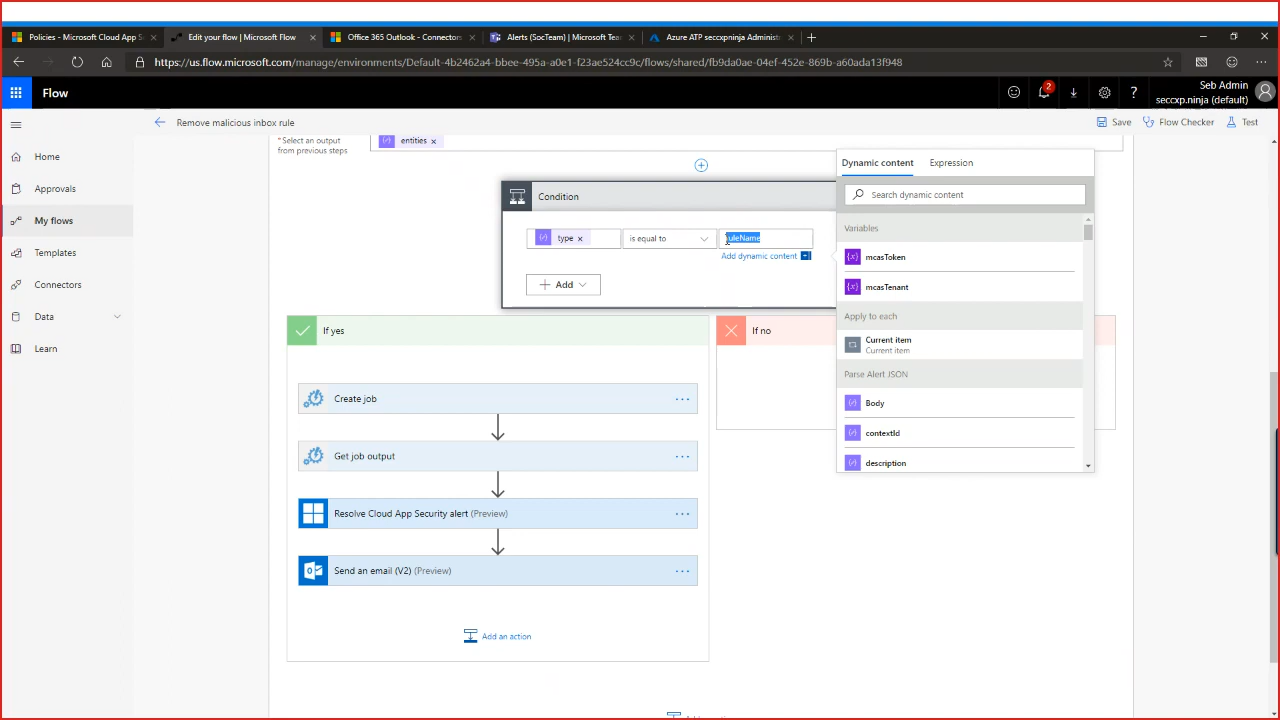 Policies - Microsoft Cloud App S
Edit your flow | Microsoft Flow
Office 365 Outlook - Connectors
Alerts (SocTeam) | Microsoft Team
Azure ATP seccxpninja Administr
https://us.flow.microsoft.com/manage/environments/Default-4b2462a4-bbee-495a-a0e1-f23ae524cc9c/flows/shared/fb9da0ae-04ef-452e-869b-a60ada13f948
Flow
2
Seb Admin
seccxp.ninja (default)
Remove malicious inbox rule
Save
Flow Checker
Test
Home
Approvals
My flows
Templates
Connectors
Data
Learn
*Select an output
from previous steps
entities
Condition
type
is equal to
ruleName
Add dynamic content
Add
If yes
If no
Create job
Get job output
Resolve Cloud App Security alert (Preview)
Send an email (V2) (Preview)
Add an action
Dynamic content
Expression
Search dynamic content
Variables
mcasToken
mcasTenant
Apply to each
Current item
Current item
Parse Alert JSON
Body
contextId
description